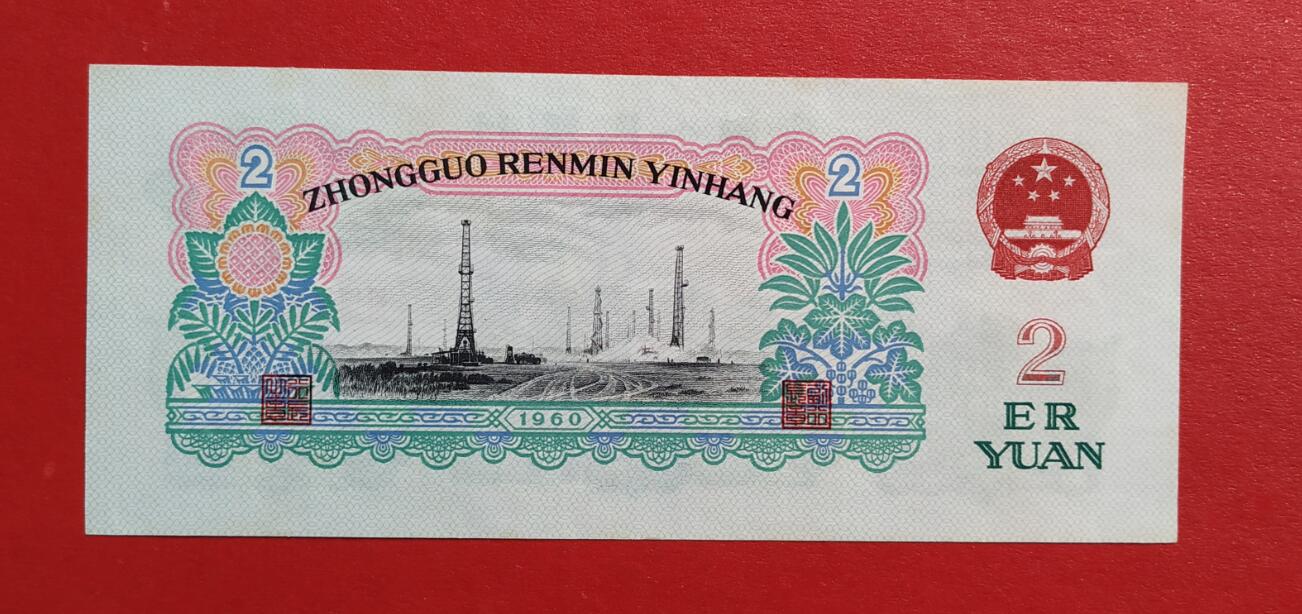 2
2
ZHONGGUO RENMIN YINHANG
1960
2
ER
YUAN